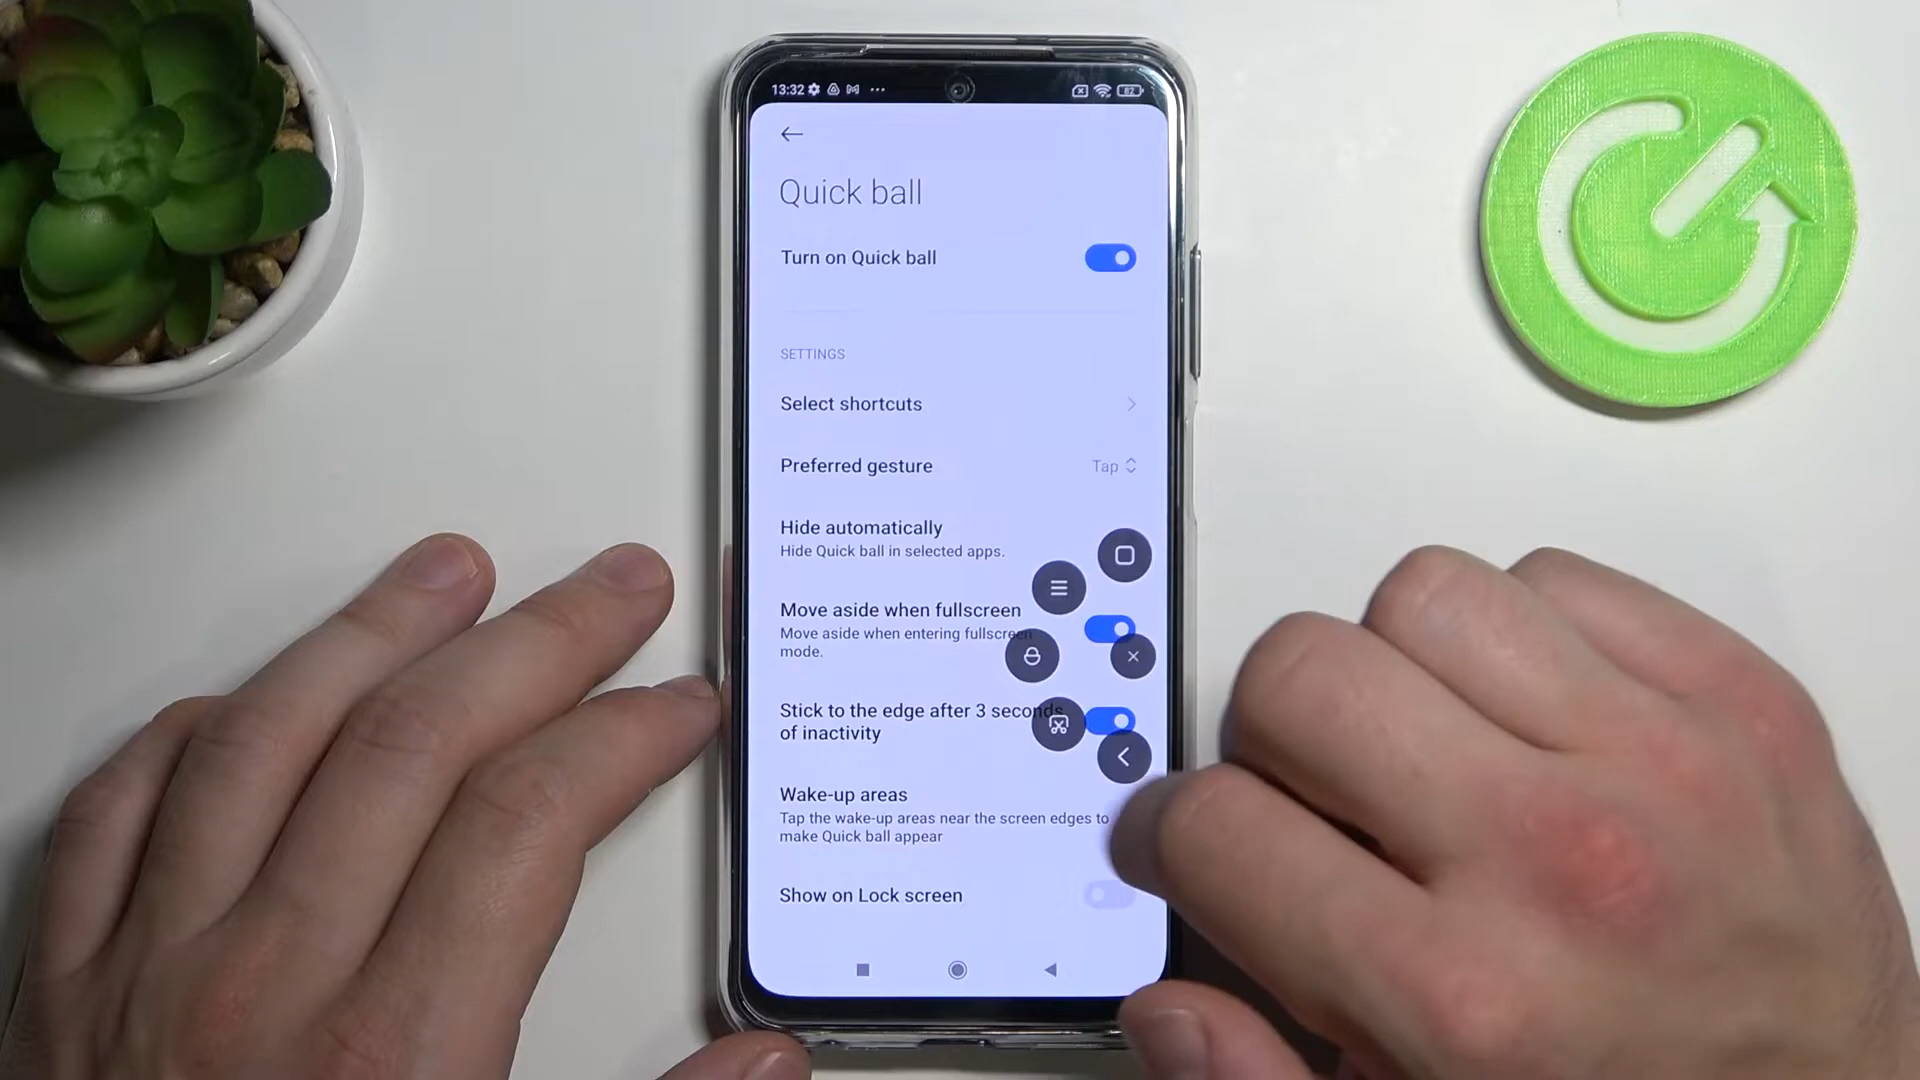 13:32
82
Quick ball
Turn on Quick ball
SETTINGS
Select shortcuts
Preferred gesture
Tap
Hide automatically
Hide Quick ball in selected apps.
Move aside when fullscreen
Move aside when entering fullscreen
mode.
Stick to the edge after 3 seconds
of inactivity
Wake-up areas
Tap the wake-up areas near the screen edges to
make Quick ball appear
Show on Lock screen